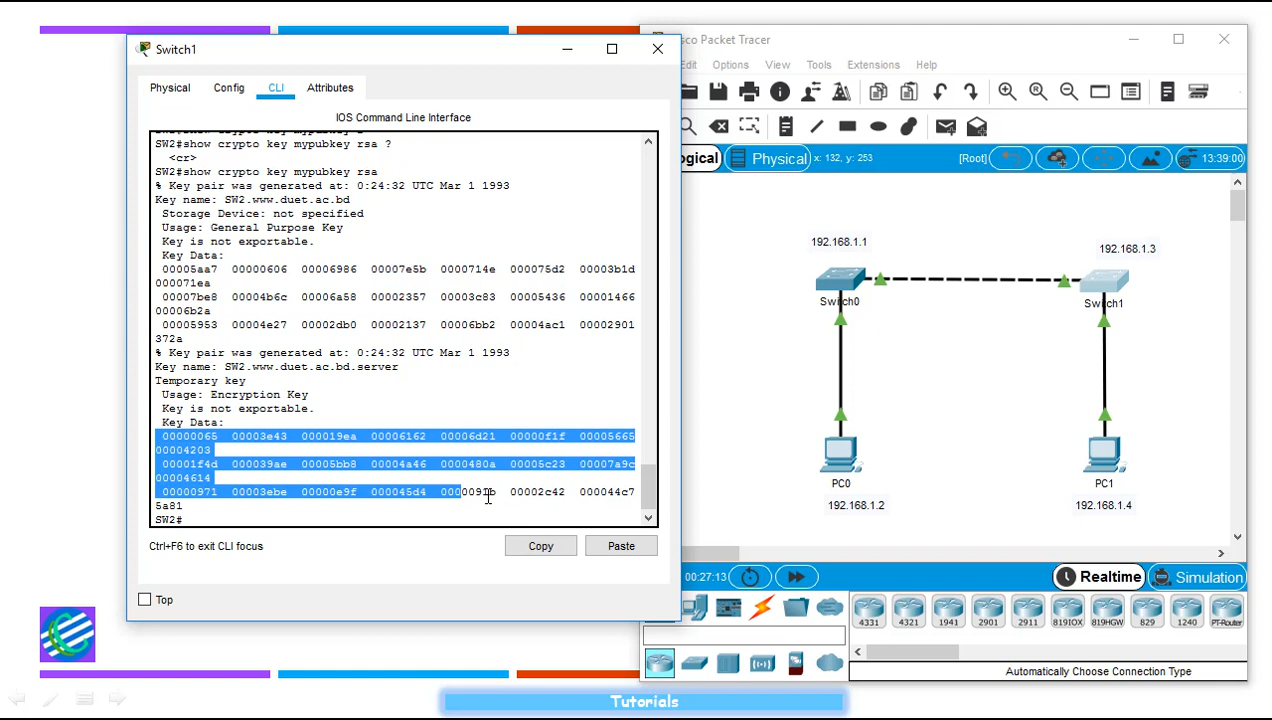 Switch1
Physical Config CLI Attributes
IOS Command Line Interface
SW2#show crypto key mypubkey rsa ?
<cr>
SW2#show crypto key mypubkey rsa
% Key pair was generated at: 0:24:32 UTC Mar 1 1993
Key name: SW2.www.duet.ac.bd
Storage Device: not specified
Usage: General Purpose Key
Key is not exportable.
Key Data:
00005aa7 00000606 00006986 00007e5b 0000714e 000075d2 00003b1d
000071ea
00007be8 00004b6c 00006a58 00002357 00003c83 00005436 00001466
00006b2a
00005953 00004e27 00002db0 00002137 00006bb2 00004ac1 00002901
372a
% Key pair was generated at: 0:24:32 UTC Mar 1 1993
Key name: SW2.www.duet.ac.bd.server
Temporary key
Usage: Encryption Key
Key is not exportable.
Key Data:
00000065 00003e43 000019ea 00006162 00006d21 00000f1f 00005665
00004203
00001f4d 000039ae 00005bb8 00004a46 0000480a 00005c23 00007a9c
00004614
00000971 00003ebe 00000e9f 000045d4 00002c42 000044c7
5a81
SW2#
Ctrl+F6 to exit CLI focus
Copy Paste
Top
sco Packet Tracer
Edit Options View Tools Extensions Help
ogical Physical x: 132, y: 253 [Root] 13:39:00
192.168.1.1
192.168.1.3
Switch0
Switch1
PC0
PC1
192.168.1.2
192.168.1.4
00:27:13 Realtime Simulation
4331 4321 1941 2901 2911 819IOX 819HGW 829 1240 PT-Router
Automatically Choose Connection Type
Tutorials